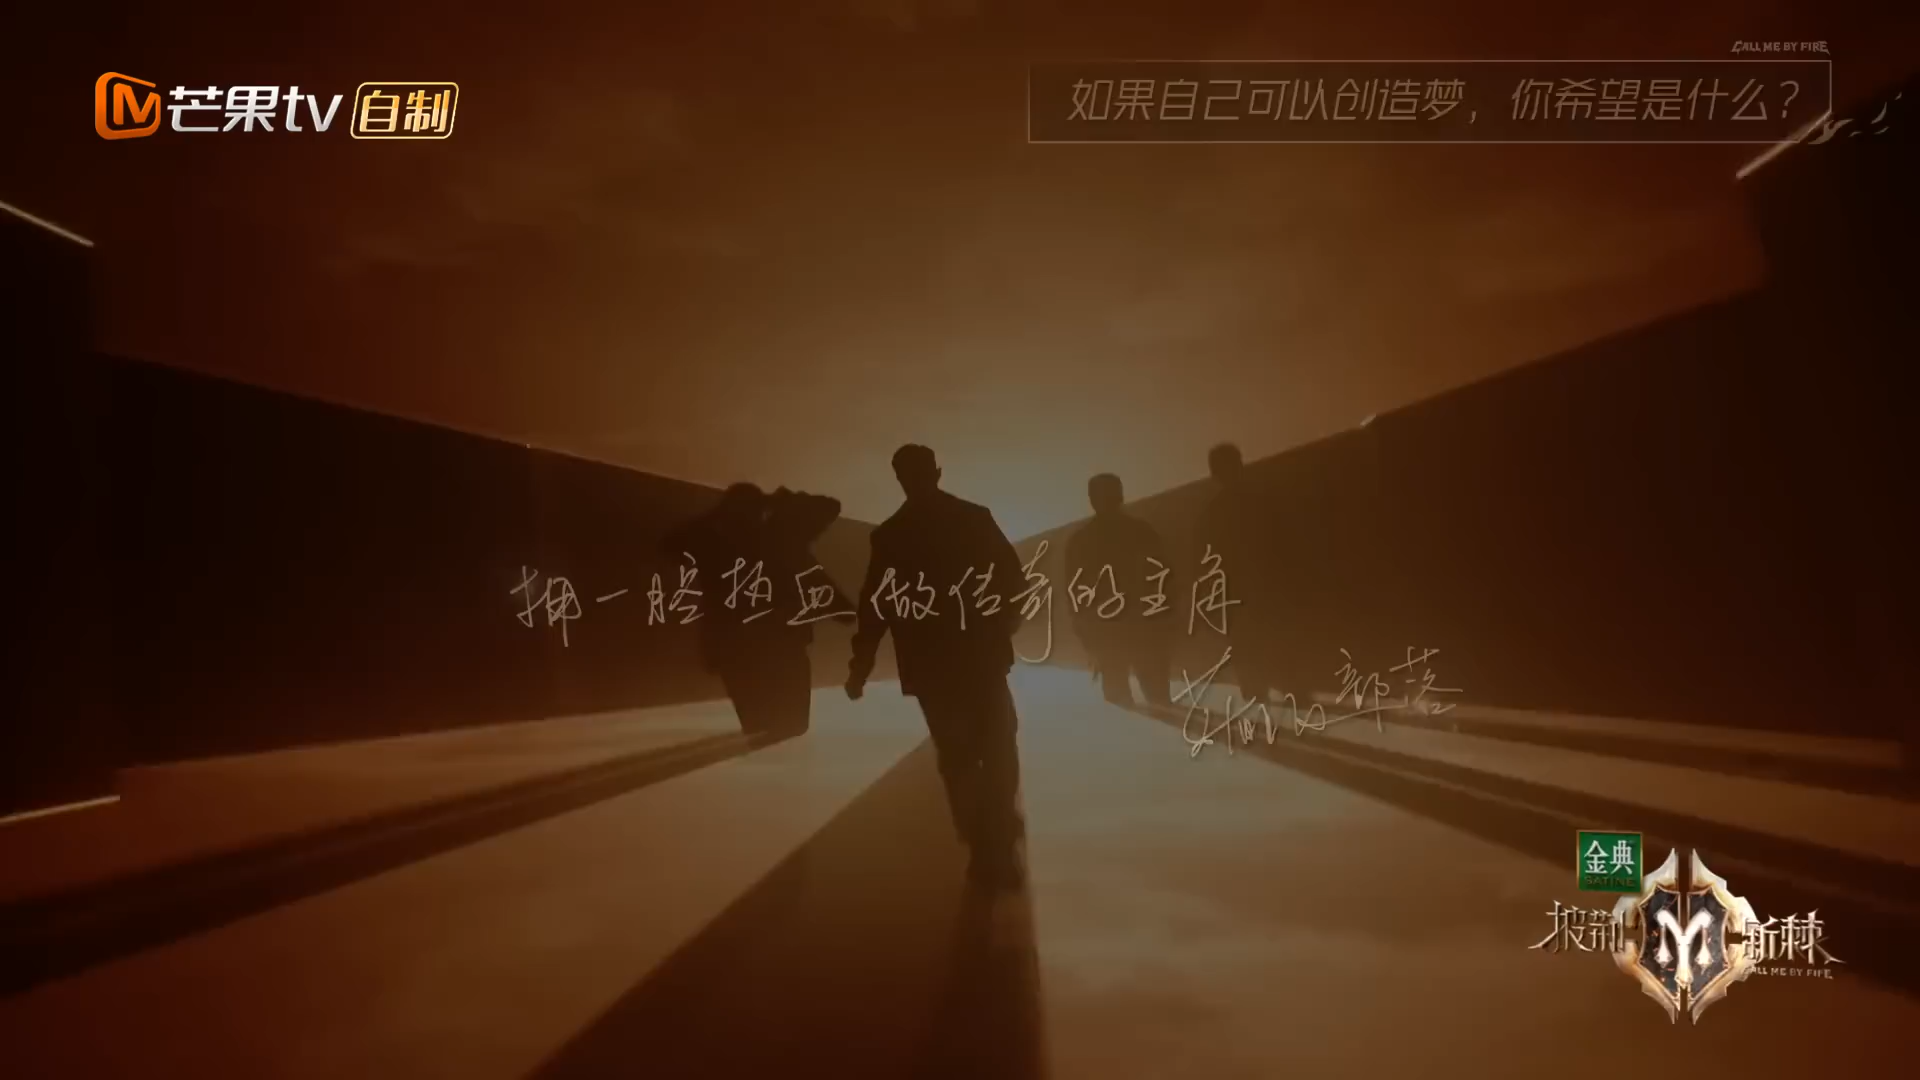 CALL ME BY FIRE
芒果tv 自制
如果自己可以创造梦，你希望是什么？
拥一腔热血做传奇的主角
部落
金典
SATINE
披荆斩棘
CALL ME BY FIRE